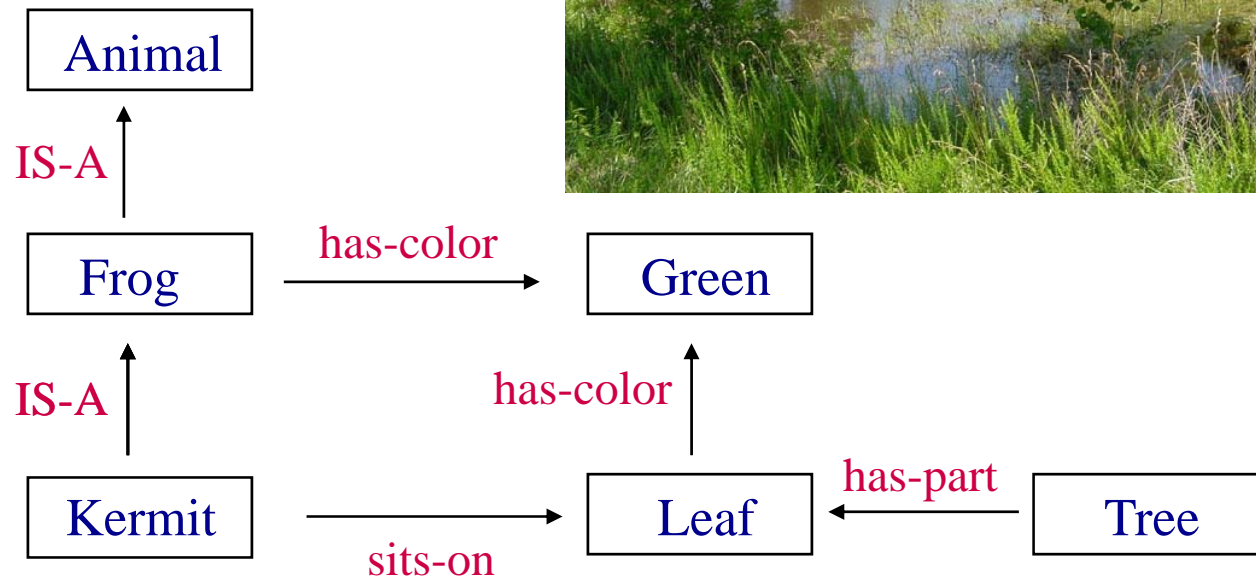 Animal
IS-A
has-color
Frog
Green
IS-A
has-color
has-part
Kermit
Leaf
Tree
sits-on